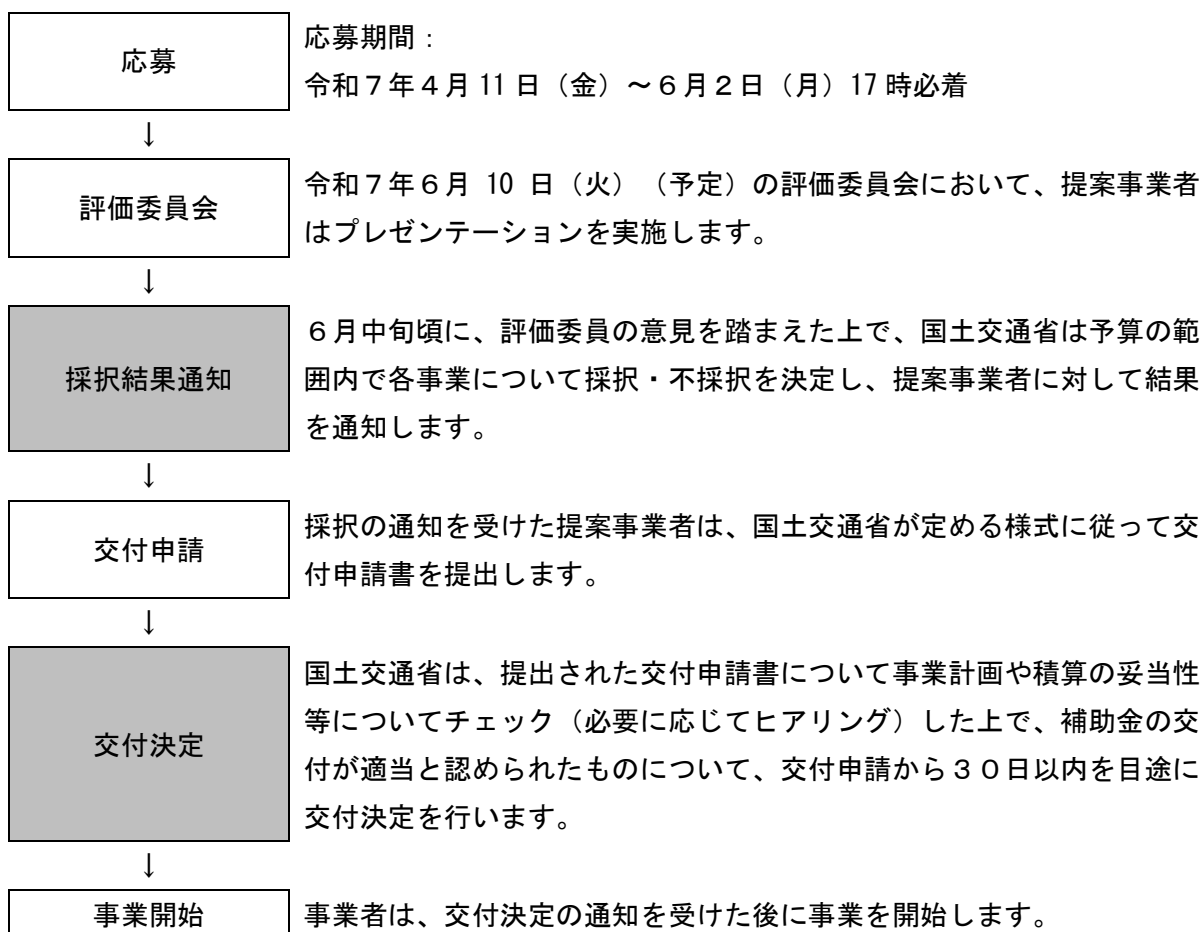 応募
応募期間：
令和７年４月 11 日（金）～６月２日（月）17 時必着
↓
評価委員会
令和７年６月 10 日（火）（予定）の評価委員会において、提案事業者
はプレゼンテーションを実施します。
↓
採択結果通知
６月中旬頃に、評価委員の意見を踏まえた上で、国土交通省は予算の範
囲内で各事業について採択・不採択を決定し、提案事業者に対して結果
を通知します。
↓
交付申請
採択の通知を受けた提案事業者は、国土交通省が定める様式に従って交
付申請書を提出します。
↓
交付決定
国土交通省は、提出された交付申請書について事業計画や積算の妥当性
等についてチェック（必要に応じてヒアリング）した上で、補助金の交
付が適当と認められたものについて、交付申請から３０日以内を目途に
交付決定を行います。
↓
事業開始
事業者は、交付決定の通知を受けた後に事業を開始します。